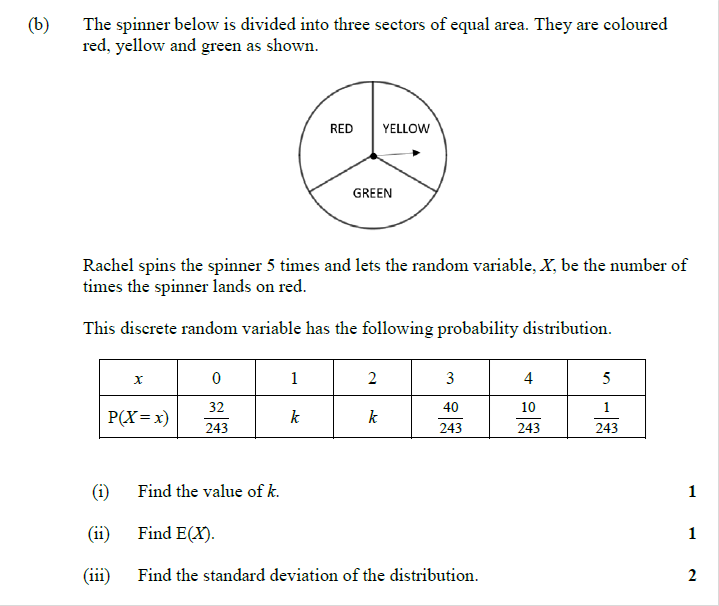 (b) The spinner below is divided into three sectors of equal area. They are coloured
red, yellow and green as shown.
RED YELLOW
GREEN
Rachel spins the spinner 5 times and lets the random variable, X, be the number of
times the spinner lands on red.
This discrete random variable has the following probability distribution.
x 0 1 2 3 4 5
P(X = x) 32/243 k k 40/243 10/243 1/243
(i) Find the value of k. 1
(ii) Find E(X). 1
(iii) Find the standard deviation of the distribution. 2